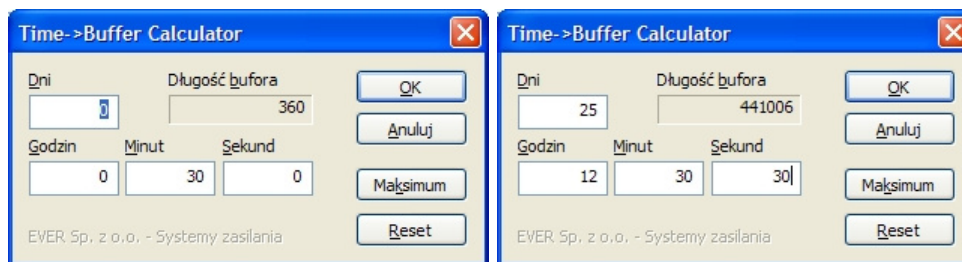 Time->Buffer Calculator
Dni
Długość bufora
0
360
OK
Anuluj
Godzin
Minut
Sekund
0
30
0
Maksimum
Reset
EVER Sp. z o.o. - Systemy zasilania
Time->Buffer Calculator
Dni
Długość bufora
25
441006
OK
Anuluj
Godzin
Minut
Sekund
12
30
30
Maksimum
Reset
EVER Sp. z o.o. - Systemy zasilania